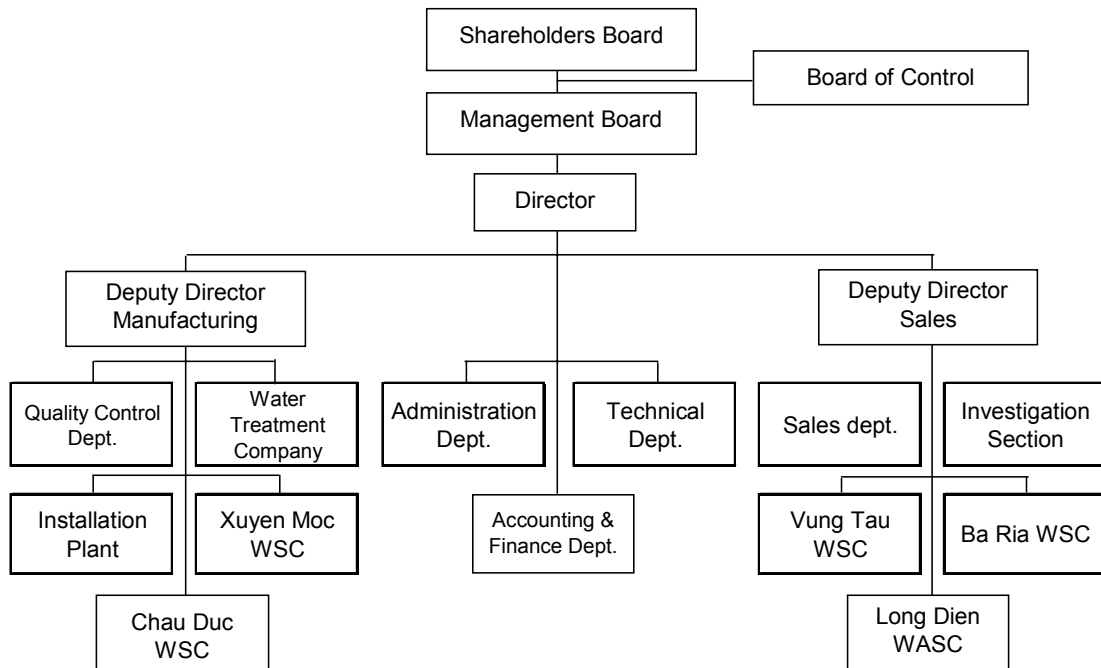 Shareholders Board
Board of Control
Management Board
Director
Deputy Director
Manufacturing
Deputy Director
Sales
Quality Control
Dept.
Water
Treatment
Company
Administration
Dept.
Technical
Dept.
Sales dept.
Investigation
Section
Installation
Plant
Xuyen Moc
WSC
Accounting &
Finance Dept.
Vung Tau
WSC
Ba Ria WSC
Chau Duc
WSC
Long Dien
WASC